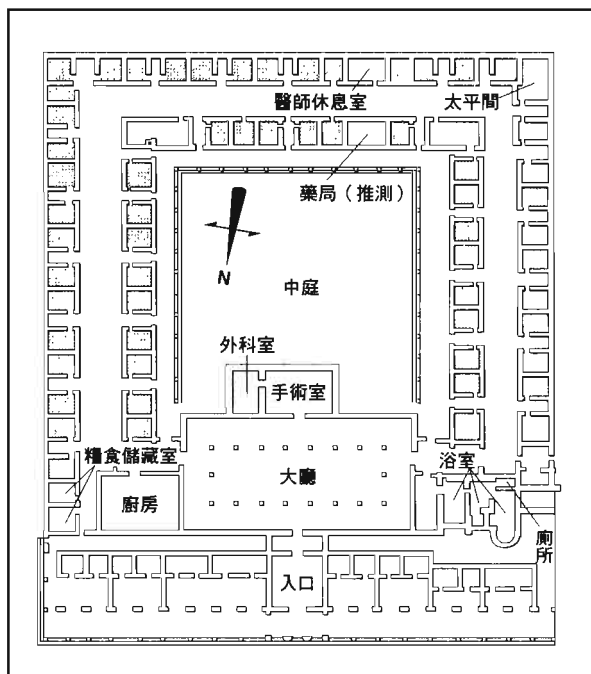 醫師休息室
太平間
藥局（推測）
N
中庭
外科室
手術室
糧食儲藏室
大廳
浴室
廚房
廁所
入口